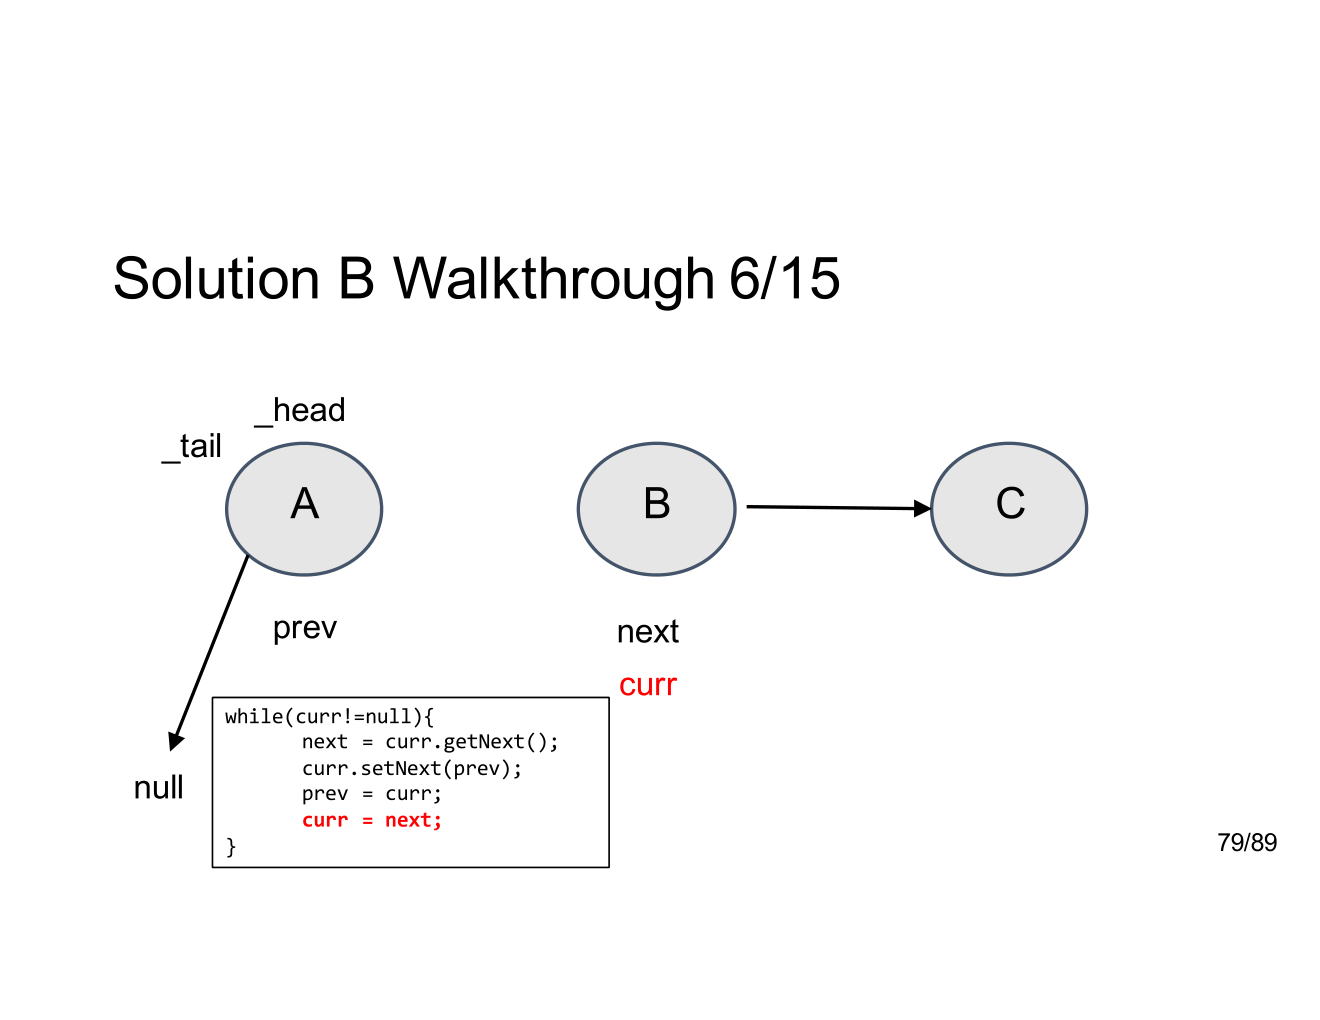 Solution B Walkthrough 6/15
_head
_tail
A
B
C
prev
next
curr
while(curr!=null){
next = curr.getNext();
curr.setNext(prev);
prev = curr;
curr = next;
}
null
79/89